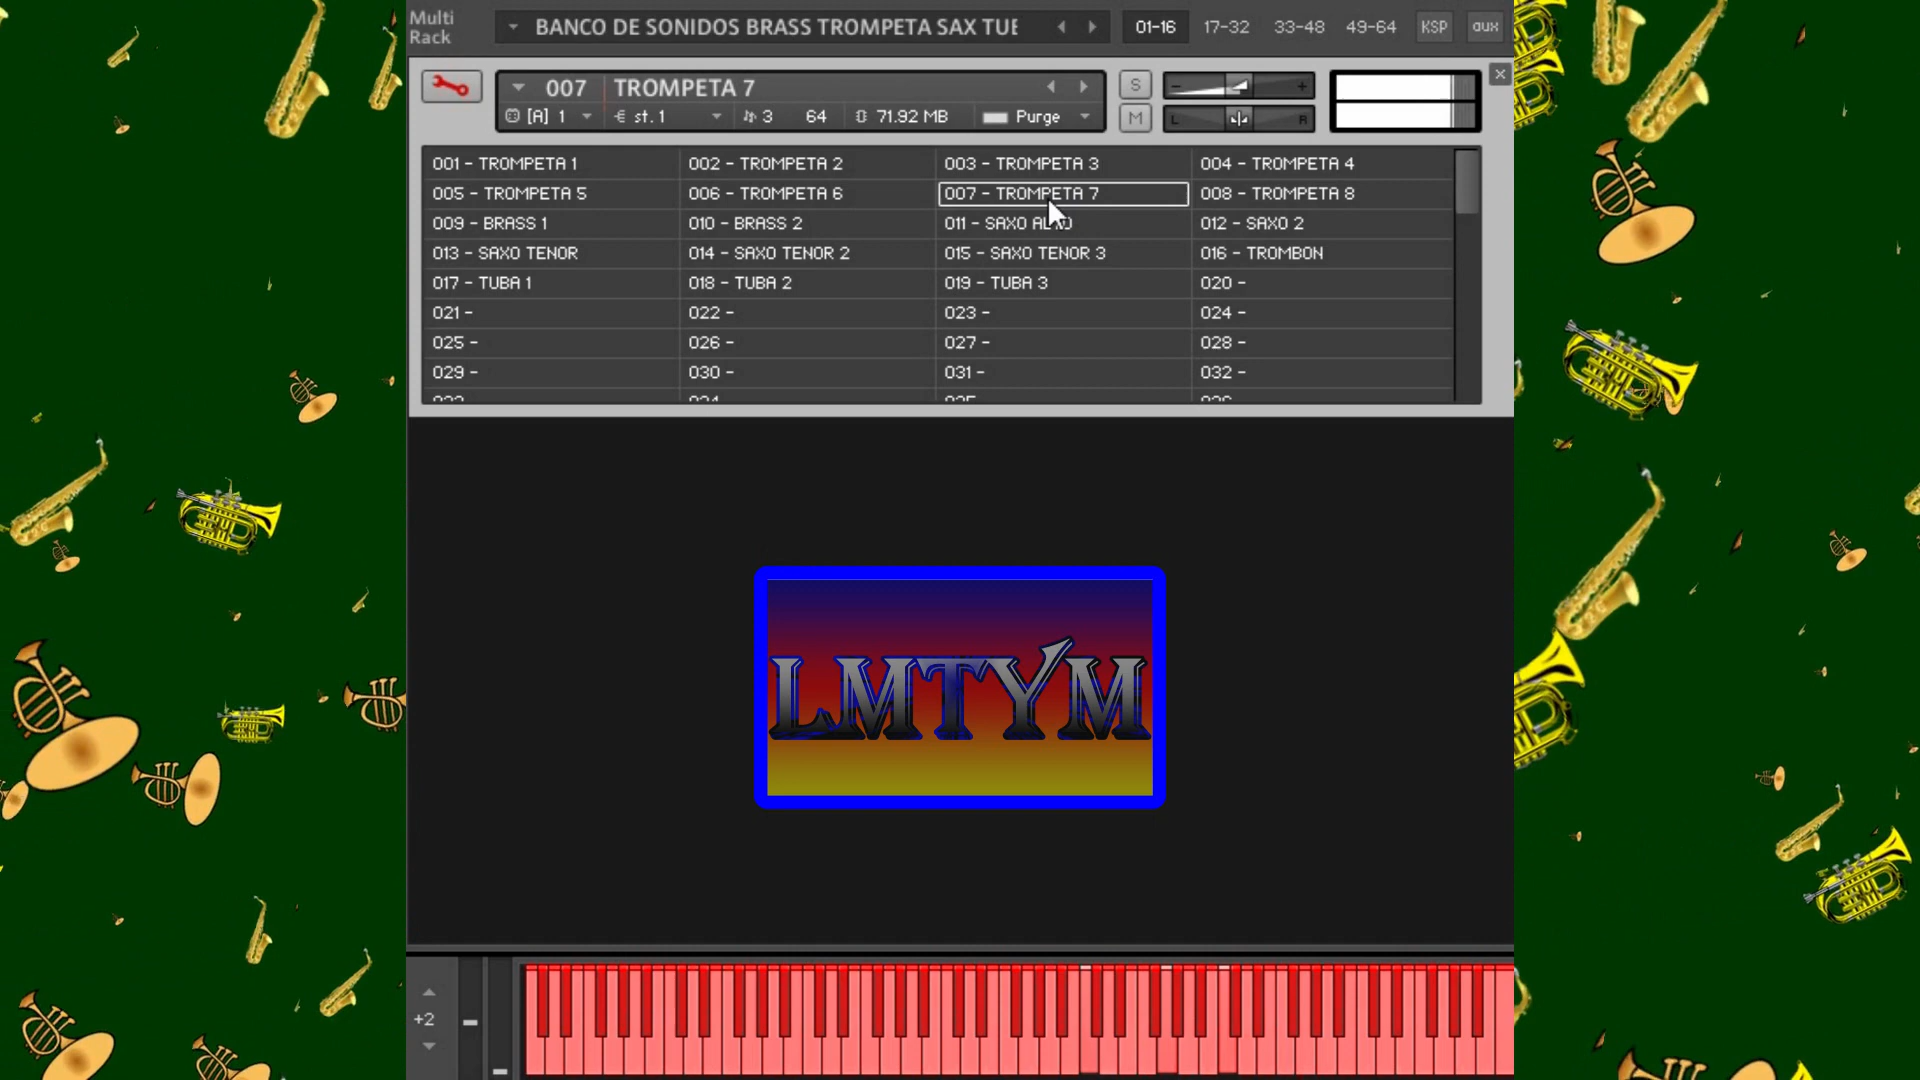 Multi
Rack
BANCO DE SONIDOS BRASS TROMPETA SAX TUB
01-16 17-32 33-48 49-64 KSP aux
007 TROMPETA 7
[A] 1 st. 1 3 64 71.92 MB Purge
S
M
- +
L R
001 - TROMPETA 1 002 - TROMPETA 2 003 - TROMPETA 3 004 - TROMPETA 4
005 - TROMPETA 5 006 - TROMPETA 6 007 - TROMPETA 7 008 - TROMPETA 8
009 - BRASS 1 010 - BRASS 2 011 - SAXO 012 - SAXO 2
013 - SAXO TENOR 014 - SAXO TENOR 2 015 - SAXO TENOR 3 016 - TROMBON
017 - TUBA 1 018 - TUBA 2 019 - TUBA 3 020 -
021 - 022 - 023 - 024 -
025 - 026 - 027 - 028 -
029 - 030 - 031 - 032 -
LMTYM
+2